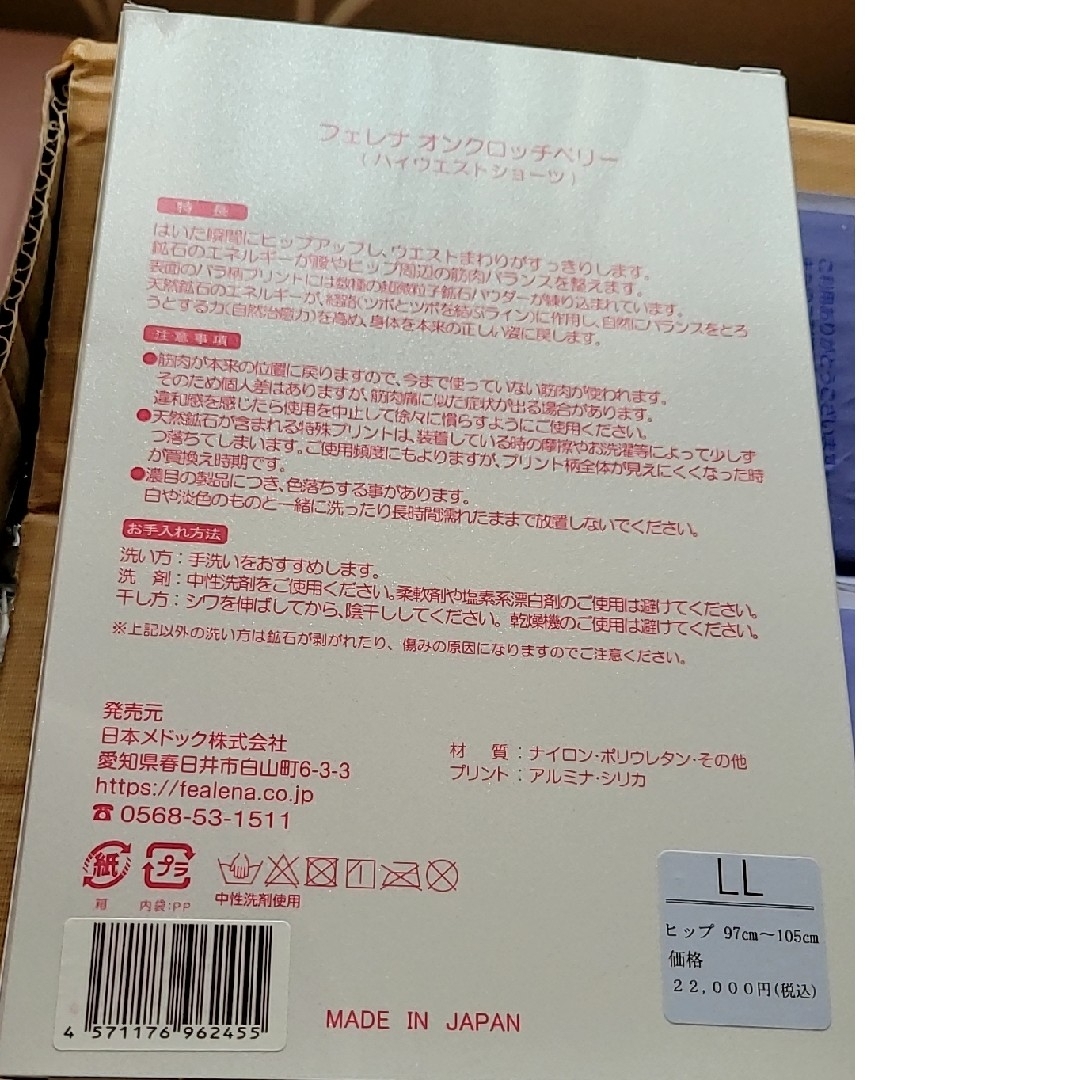 フェレナ オンクロッチベリー
(ハイウエストショーツ)
特 長
はいた瞬間にヒップアップし、ウエストまわりがすっきりします。
鉱石のエネルギーが腰やヒップ周辺の筋肉バランスを整えます。
表面のバラ柄プリントには数種の超微粒子鉱石パウダーが練り込まれています。
天然鉱石のエネルギーが、経路(ツボとツボを結ぶライン)に作用し、自然にバランスをとろ
うとする力(自然治癒力)を高め、身体を本来の正しい姿に戻します。
注意事項
●筋肉が本来の位置に戻りますので、今まで使っていない筋肉が使われます。
そのため個人差はありますが、筋肉痛に似た症状が出る場合があります。
違和感を感じたら使用を中止して徐々に慣らすようにご使用ください。
●天然鉱石が含まれる特殊プリントは、装着している時の摩擦やお洗濯等によって少しず
つ落ちてしまいます。ご使用頻度にもよりますが、プリント柄全体が見えにくくなった時
が買換え時期です。
●濃目の製品につき、色落ちする事があります。
白や淡色のものと一緒に洗ったり長時間濡れたままで放置しないでください。
お手入れ方法
洗い方：手洗いをおすすめします。
洗 剤：中性洗剤をご使用ください。柔軟剤や塩素系漂白剤のご使用は避けてください。
干し方：シワを伸ばしてから、陰干ししてください。乾燥機のご使用は避けてください。
※上記以外の洗い方は鉱石が剥がれたり、傷みの原因になりますのでご注意ください。
発売元
日本メドック株式会社
愛知県春日井市白山町6-3-3
https://fealena.co.jp
☎ 0568-53-1511
材 質：ナイロン・ポリウレタン・その他
プリント：アルミナ・シリカ
紙
箱
プラ
内袋:PP
中性洗剤使用
4 571176 962455
MADE IN JAPAN
LL
ヒップ 97cm～105cm
価格
22,000円(税込)